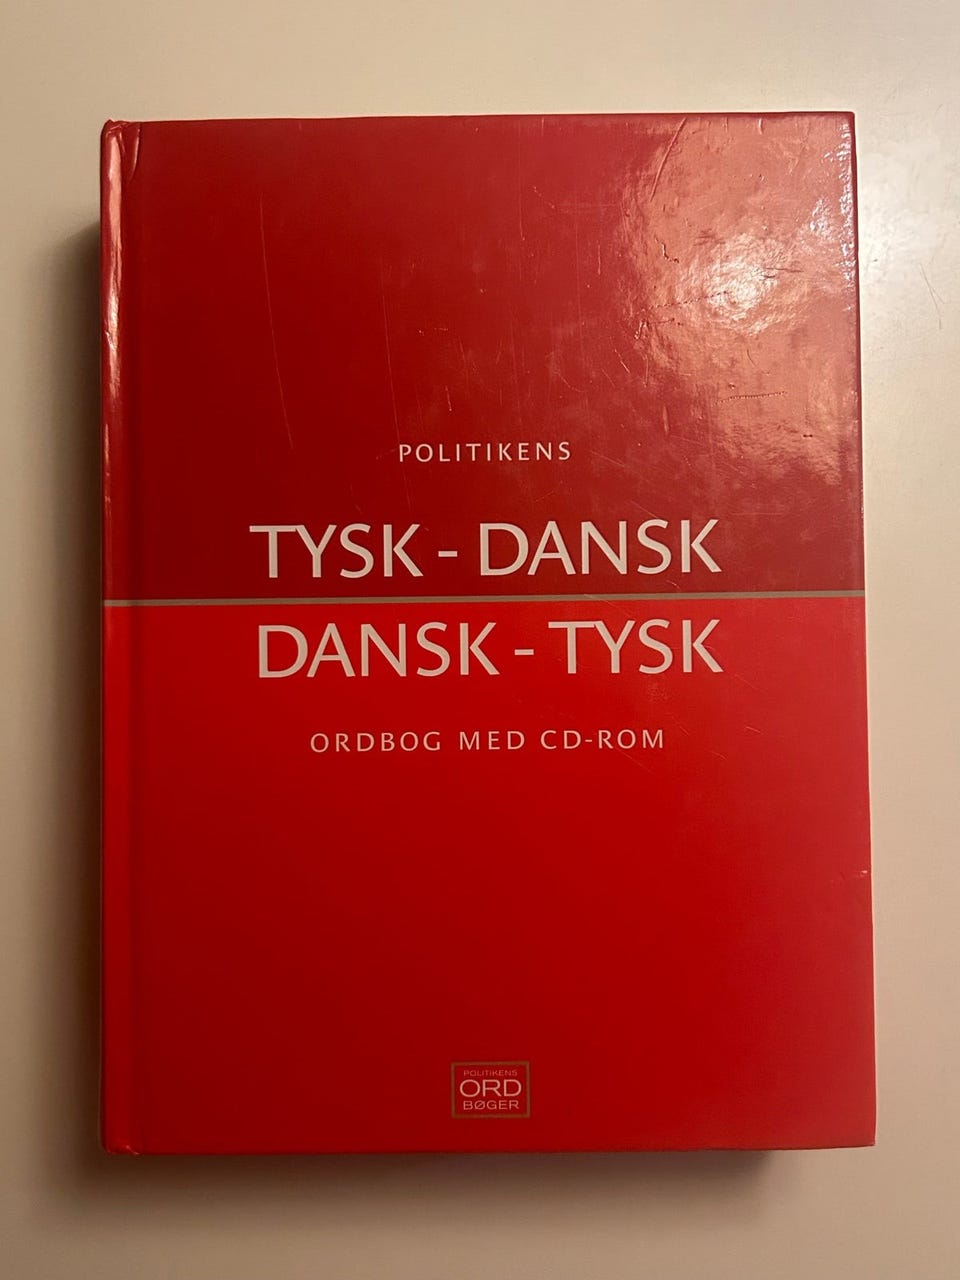 POLITIKENS
TYSK - DANSK
DANSK - TYSK
ORDBOG MED CD-ROM
POLITIKENS
ORD
BØGER